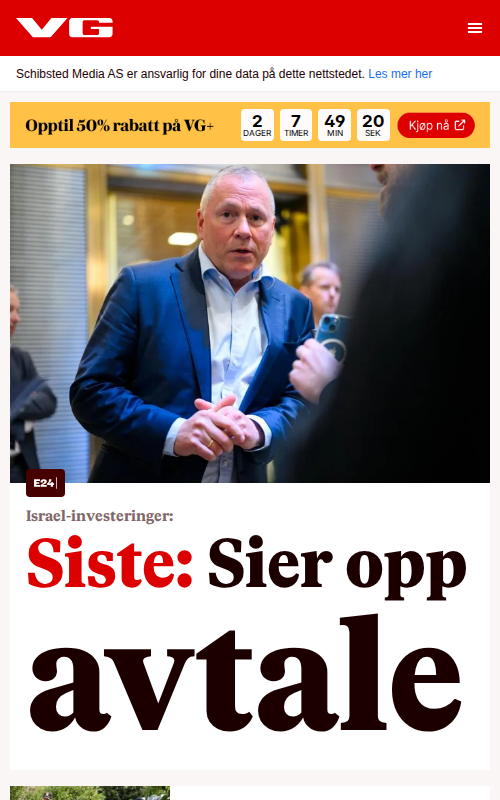 VG
Schibsted Media AS er ansvarlig for dine data på dette nettstedet. Les mer her
Opptil 50% rabatt på VG+
2 7 49 20
DAGER TIMER MIN SEK
Kjøp nå
E24
Israel-investeringer:
Siste: Sier opp
avtale